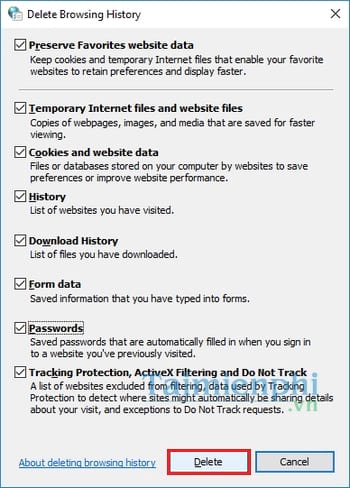 Delete Browsing History
Preserve Favorites website data
Keep cookies and temporary Internet files that enable your favorite
websites to retain preferences and display faster.
Temporary Internet files and website files
Copies of webpages, images, and media that are saved for faster
viewing.
Cookies and website data
Files or databases stored on your computer by websites to save
preferences or improve website performance.
History
List of websites you have visited.
Download History
List of files you have downloaded.
Form data
Saved information that you have typed into forms.
Passwords
Saved passwords that are automatically filled in when you sign in
to a website you've previously visited.
Tracking Protection, ActiveX Filtering and Do Not Track
A list of websites excluded from filtering, data used by Tracking
Protection to detect where sites might automatically be sharing details
about your visit, and exceptions to Do Not Track requests.
Taimienphi
.vn
About deleting browsing history
Delete
Cancel